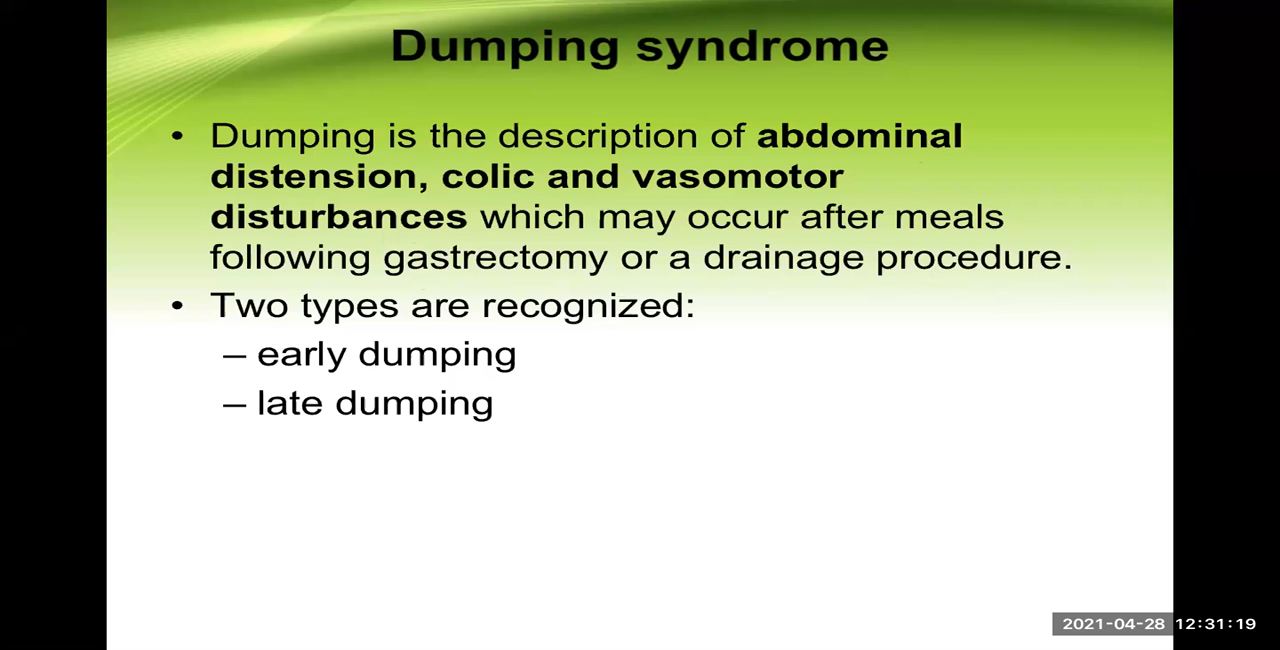 Dumping syndrome
• Dumping is the description of abdominal
distension, colic and vasomotor
disturbances which may occur after meals
following gastrectomy or a drainage procedure.
• Two types are recognized:
– early dumping
– late dumping
2021-04-28 12:31:19